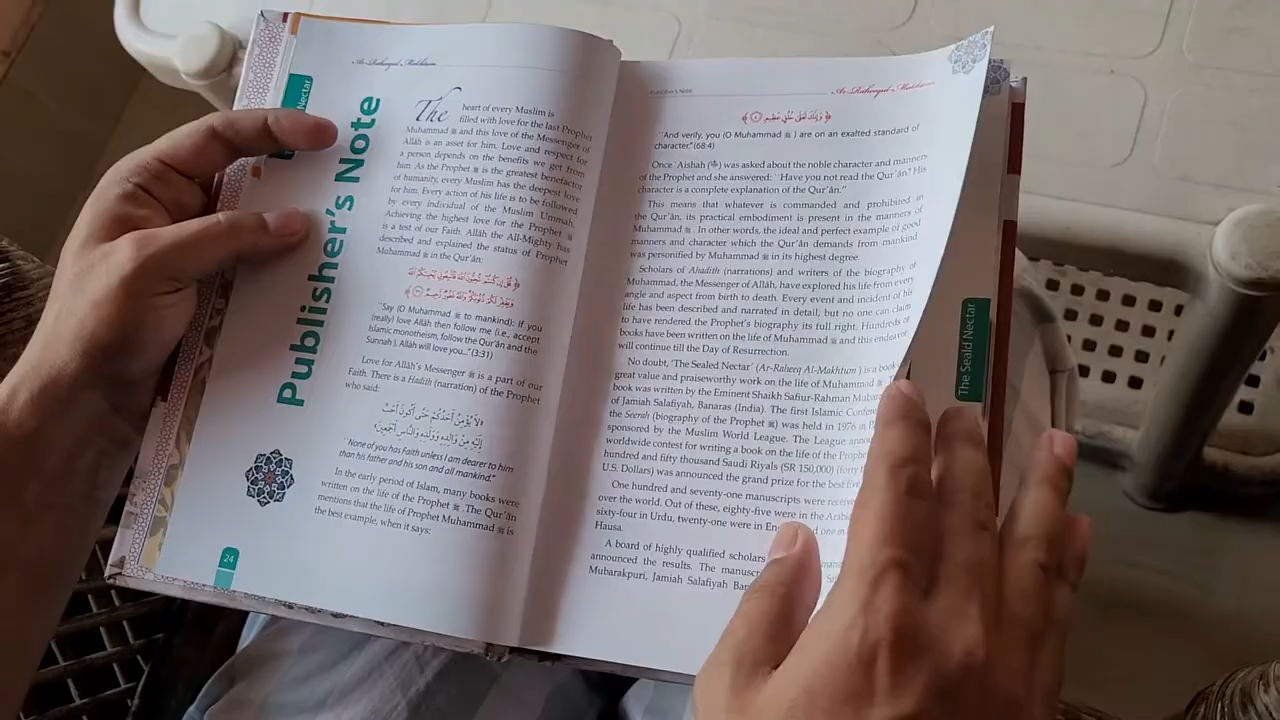 Nectar
Ar-Raheequl Makhtum
Publisher's Note
The heart of every Muslim is
filled with love for the last Prophet
Muhammad ﷺ and this love of the Messenger of
Allâh is an asset for him. Love and respect for
a person depends on the benefits we get from
him. As the Prophet ﷺ is the greatest benefactor
of humanity, every Muslim has the deepest love
for him. Every action of his life is to be followed
by every individual of the Muslim Ummah.
Achieving the highest love for the Prophet ﷺ
is a test of our Faith. Allâh the All-Mighty has
described and explained the status of Prophet
Muhammad ﷺ in the Qur'ân:
﴿ قُلْ إِن كُنتُمْ تُحِبُّونَ اللَّهَ فَاتَّبِعُونِي يُحْبِبْكُمُ اللَّهُ
وَيَغْفِرْ لَكُمْ ذُنُوبَكُمْ وَاللَّهُ غَفُورٌ رَّحِيمٌ ﴾
"Say (O Muhammad ﷺ to mankind): If you
(really) love Allâh then follow me (i.e., accept
Islamic monotheism, follow the Qur'ân and the
Sunnah ), Allâh will love you..." (3:31)
Love for Allâh's Messenger ﷺ is a part of our
Faith. There is a Hadith (narration) of the Prophet
who said:
«لَا يُؤْمِنُ أَحَدُكُمْ حَتَّى أَكُونَ أَحَبَّ
إِلَيْهِ مِنْ وَالِدِهِ وَوَلَدِهِ وَالنَّاسِ أَجْمَعِينَ»
"None of you has Faith unless I am dearer to him
than his father and his son and all mankind."
In the early period of Islam, many books were
written on the life of the Prophet ﷺ. The Qur'ân
mentions that the life of Prophet Muhammad ﷺ is
the best example, when it says:
24
Publisher's Note
Ar-Raheequl Makhtum
﴿ وَإِنَّكَ لَعَلَىٰ خُلُقٍ عَظِيمٍ ﴾
"And verily, you (O Muhammad ﷺ ) are on an exalted standard of
character." (68:4)
Once 'Aishah () was asked about the noble character and manners
of the Prophet and she answered: "Have you not read the Qur'ân? His
character is a complete explanation of the Qur'ân."
This means that whatever is commanded and prohibited in
the Qur'ân, its practical embodiment is present in the manners of
Muhammad ﷺ. In other words, the ideal and perfect example of good
manners and character which the Qur'ân demands from mankind
was personified by Muhammad ﷺ in its highest degree.
Scholars of Ahadith (narrations) and writers of the biography of
Muhammad, the Messenger of Allâh, have explored his life from every
angle and aspect from birth to death. Every event and incident of his
life has been described and narrated in detail, but no one can claim
to have rendered the Prophet's biography its full right. Hundreds of
books have been written on the life of Muhammad ﷺ and this endeavor
will continue till the Day of Resurrection.
No doubt, 'The Sealed Nectar' (Ar-Raheeq Al-Makhtum ) is a book
great value and praiseworthy work on the life of Muhammad ﷺ
book was written by the Eminent Shaikh Safiur-Rahman Mubara
of Jamiah Salafiyah, Banaras (India). The first Islamic Confer
the Seerah (biography of the Prophet ﷺ) was held in 1976 in P
sponsored by the Muslim World League. The League anno
worldwide contest for writing a book on the life of the Prophe
hundred and fifty thousand Saudi Riyals (SR 150,000) (forty
U.S. Dollars) was announced the grand prize for the best five
One hundred and seventy-one manuscripts were receive
over the world. Out of these, eighty-five were in the Arabi
sixty-four in Urdu, twenty-one were in Eng d one in
Hausa.
A board of highly qualified scholars
announced the results. The manuscr
Mubarakpuri, Jamiah Salafiyah Ban
The Seald Nectar